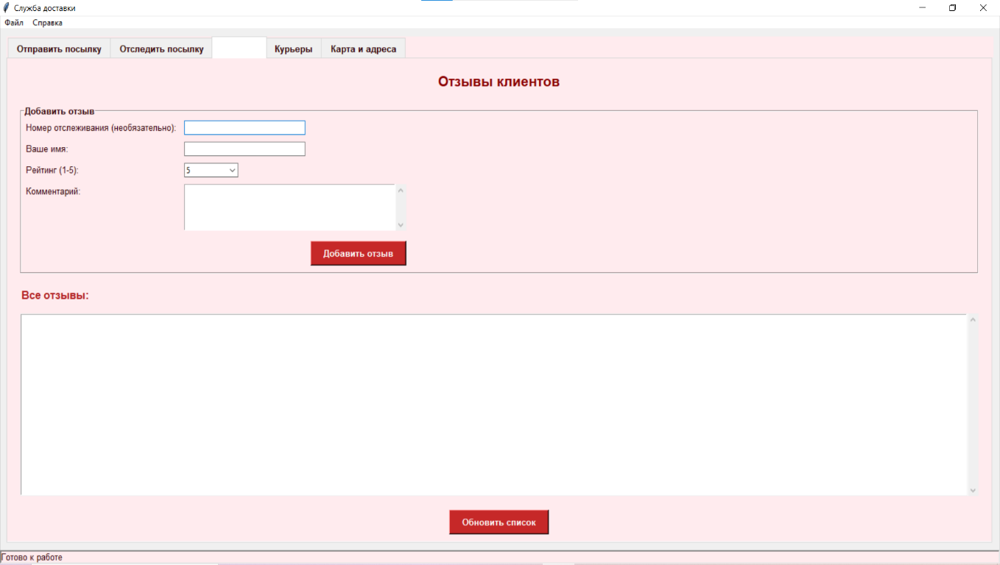 Служба доставки
Файл Справка
Отправить посылку Отследить посылку Курьеры Карта и адреса
Отзывы клиентов
Добавить отзыв
Номер отслеживания (необязательно):
Ваше имя:
Рейтинг (1-5): 5
Комментарий:
Добавить отзыв
Все отзывы:
Обновить список
Готово к работе